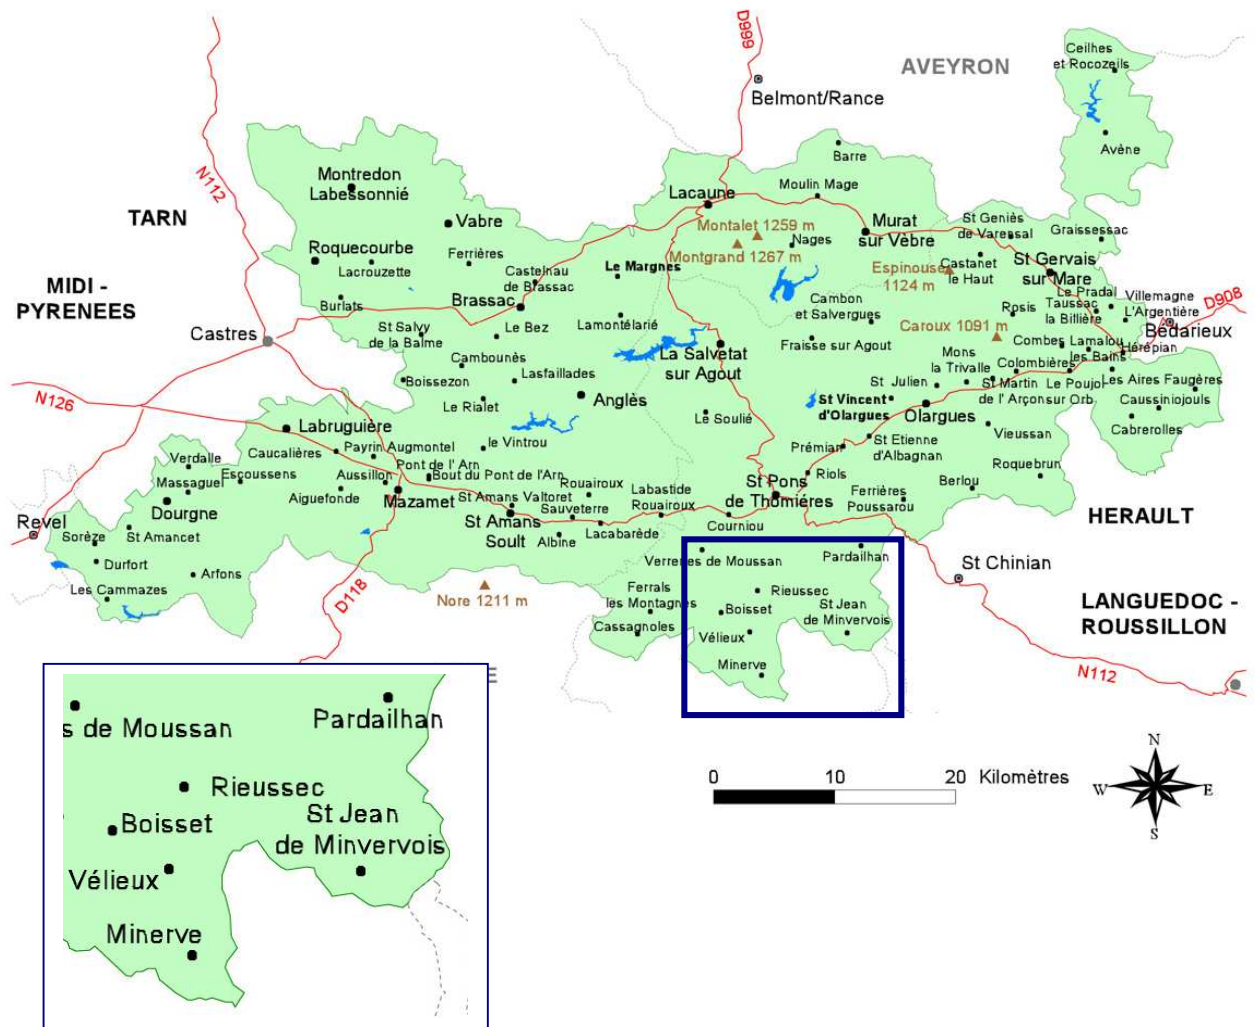 D999
AVEYRON
Ceilhes
et Rocozeils
Belmont/Rance
Avène
Barre
N112
Montredon
Labessonnié
Lacaune
Moulin Mage
TARN
Vabre
Montalet 1259 m
Murat
sur Vèbre
St Geniès
de Varessal
Graissessac
Nages
Roquecourbe
Ferrières
Montgrand 1267 m
Lacrouzette
Le Margnes
Castelnau
de Brassac
Espinouse
1124 m
Castanet
le Haut
St Gervais
sur Mare
MIDI -
PYRENEES
Burlats
Brassac
Cambon
et Salvergues
Rosis
Le Pradal
Taussac
la Billière
Villemagne
L'Argentière
D908
Castres
St Salvy
de la Balme
Le Bez
Lamontélarié
Fraisse sur Agout
Caroux 1091 m
Bédarieux
Combes
Lamalou
les Bains
Hérépian
Cambounès
La Salvetat
sur Agout
Mons
la Trivalle
Colombières
Boissezon
Lasfaillades
St Julien
St Martin
de l' Arçon
Le Poujol
sur Orb
Les Aires
Faugères
N126
Le Rialet
Anglès
St Vincent
d'Olargues
Olargues
Caussiniojouls
Le Soulié
Cabrerolles
Labruguière
Vieussan
Payrin Augmontel
le Vintrou
Prémian
St Etienne
d'Albagnan
Verdalle
Caucalières
Pont de l' Arn
Bout du Pont de l'Arn
Roquebrun
Massaguel
Escoussens
Aussillon
Riols
Berlou
Aiguefonde
Mazamet
St Amans Valtoret
Rouairoux
Labastide
Rouairoux
St Pons
de Thomières
Ferrières
Poussarou
Dourgne
Sauveterre
Revel
St Amans
Soult
Lacabarède
Courniou
HERAULT
Sorèze
St Amancet
Albine
Durfort
Arfons
Verreries de Moussan
Pardailhan
St Chinian
Les Cammazes
D118
Nore 1211 m
Ferrals
les Montagnes
Rieussec
Boisset
St Jean
de Minvervois
LANGUEDOC -
ROUSSILLON
Cassagnoles
Vélieux
Minerve
N112
E
s de Moussan
Pardailhan
Rieussec
Boisset
St Jean
de Minvervois
Vélieux
Minerve
0 10 20 Kilomètres
N
W E
S